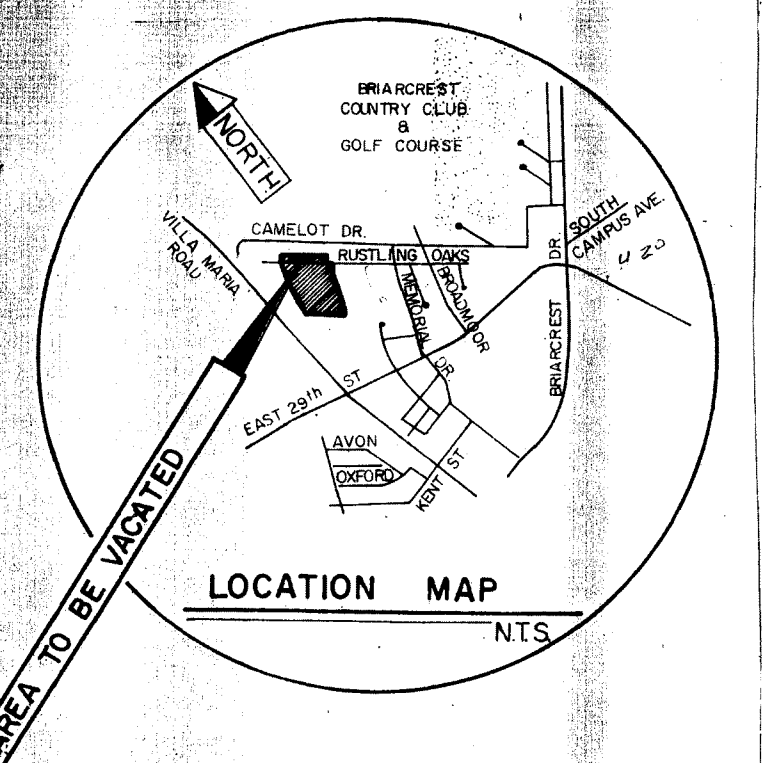 BRIARCREST
COUNTRY CLUB
&
GOLF COURSE
NORTH
VILLA MARIA
ROAD
CAMELOT DR.
RUSTLING OAKS
SOUTH
CAMPUS AVE.
DR.
BRIARCREST
MEMORIAL
DR.
BROADMOOR
EAST 29th ST
AVON
OXFORD
KENT ST
AREA TO BE VACATED
LOCATION MAP
N.T.S.